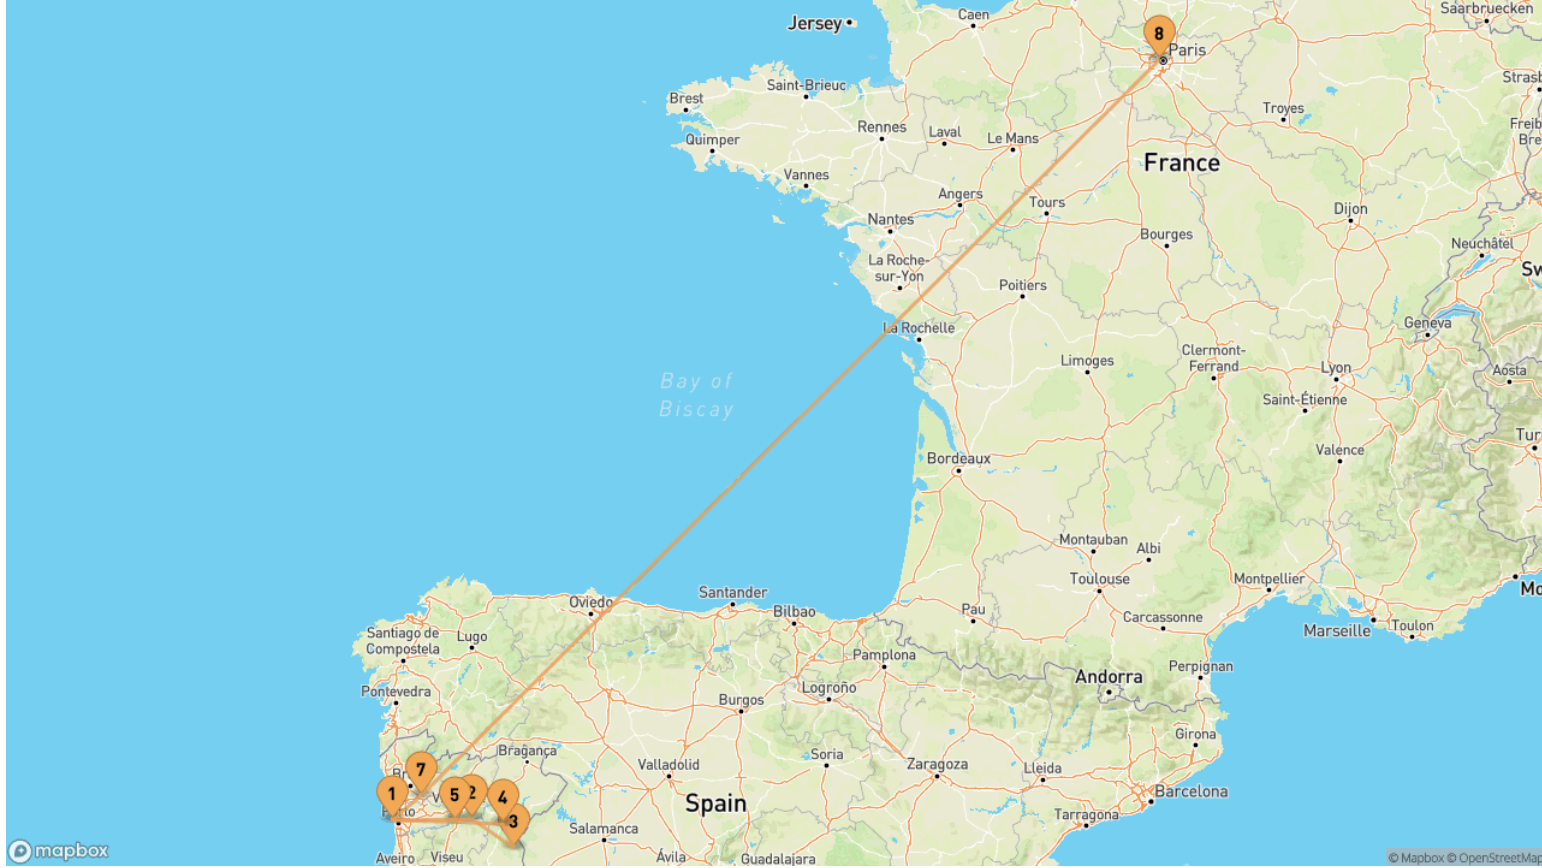 Jersey
Caen
8
Paris
Saarbruecken
Brest
Saint-Brieuc
Rennes
Laval
Le Mans
Troyes
Quimper
France
Vannes
Angers
Tours
Nantes
Bourges
Dijon
Neuchâtel
La Roche-
sur-Yon
Poitiers
La Rochelle
Geneva
Limoges
Clermont-
Ferrand
Lyon
Aosta
Bay of
Biscay
Saint-Étienne
Valence
Bordeaux
Montauban
Albi
Toulouse
Montpellier
Carcassonne
Marseille
Toulon
Oviedo
Santander
Bilbao
Pau
Santiago de
Compostela
Lugo
Pamplona
Perpignan
Andorra
Pontevedra
Logroño
Burgos
Girona
Bragança
Soria
Valladolid
Zaragoza
Lleida
Barcelona
7
1
5
2
4
3
Spain
Tarragona
Salamanca
Aveiro
Viseu
Ávila
Guadalajara
mapbox
© Mapbox © OpenStreetMap